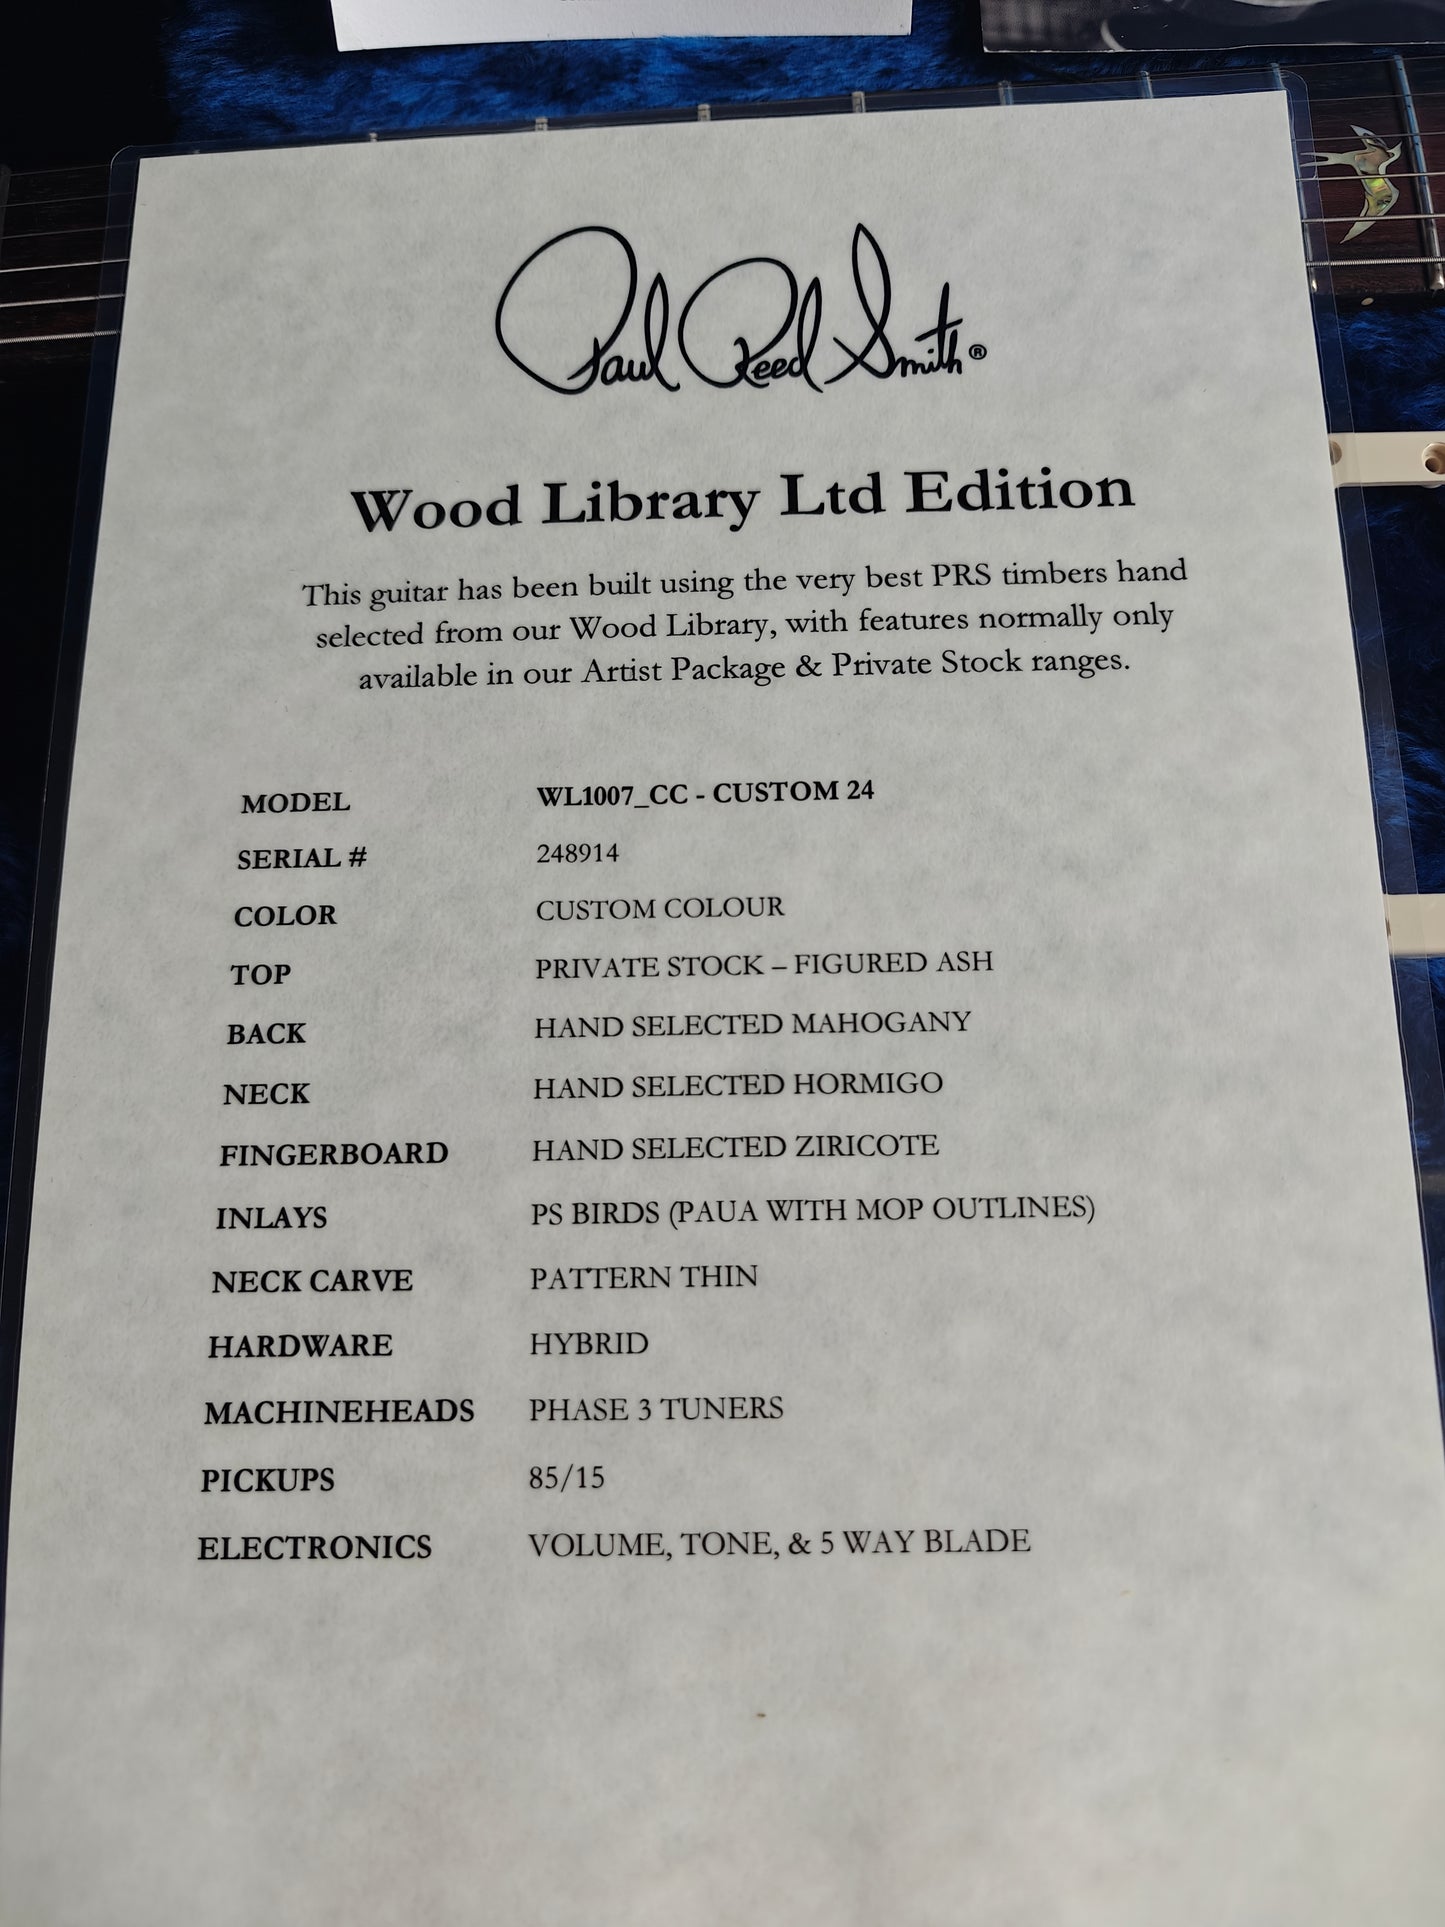 Paul Reed Smith®
Wood Library Ltd Edition
This guitar has been built using the very best PRS timbers hand
selected from our Wood Library, with features normally only
available in our Artist Package & Private Stock ranges.
MODEL WL1007_CC - CUSTOM 24
SERIAL # 248914
COLOR CUSTOM COLOUR
TOP PRIVATE STOCK – FIGURED ASH
BACK HAND SELECTED MAHOGANY
NECK HAND SELECTED HORMIGO
FINGERBOARD HAND SELECTED ZIRICOTE
INLAYS PS BIRDS (PAUA WITH MOP OUTLINES)
NECK CARVE PATTERN THIN
HARDWARE HYBRID
MACHINEHEADS PHASE 3 TUNERS
PICKUPS 85/15
ELECTRONICS VOLUME, TONE, & 5 WAY BLADE